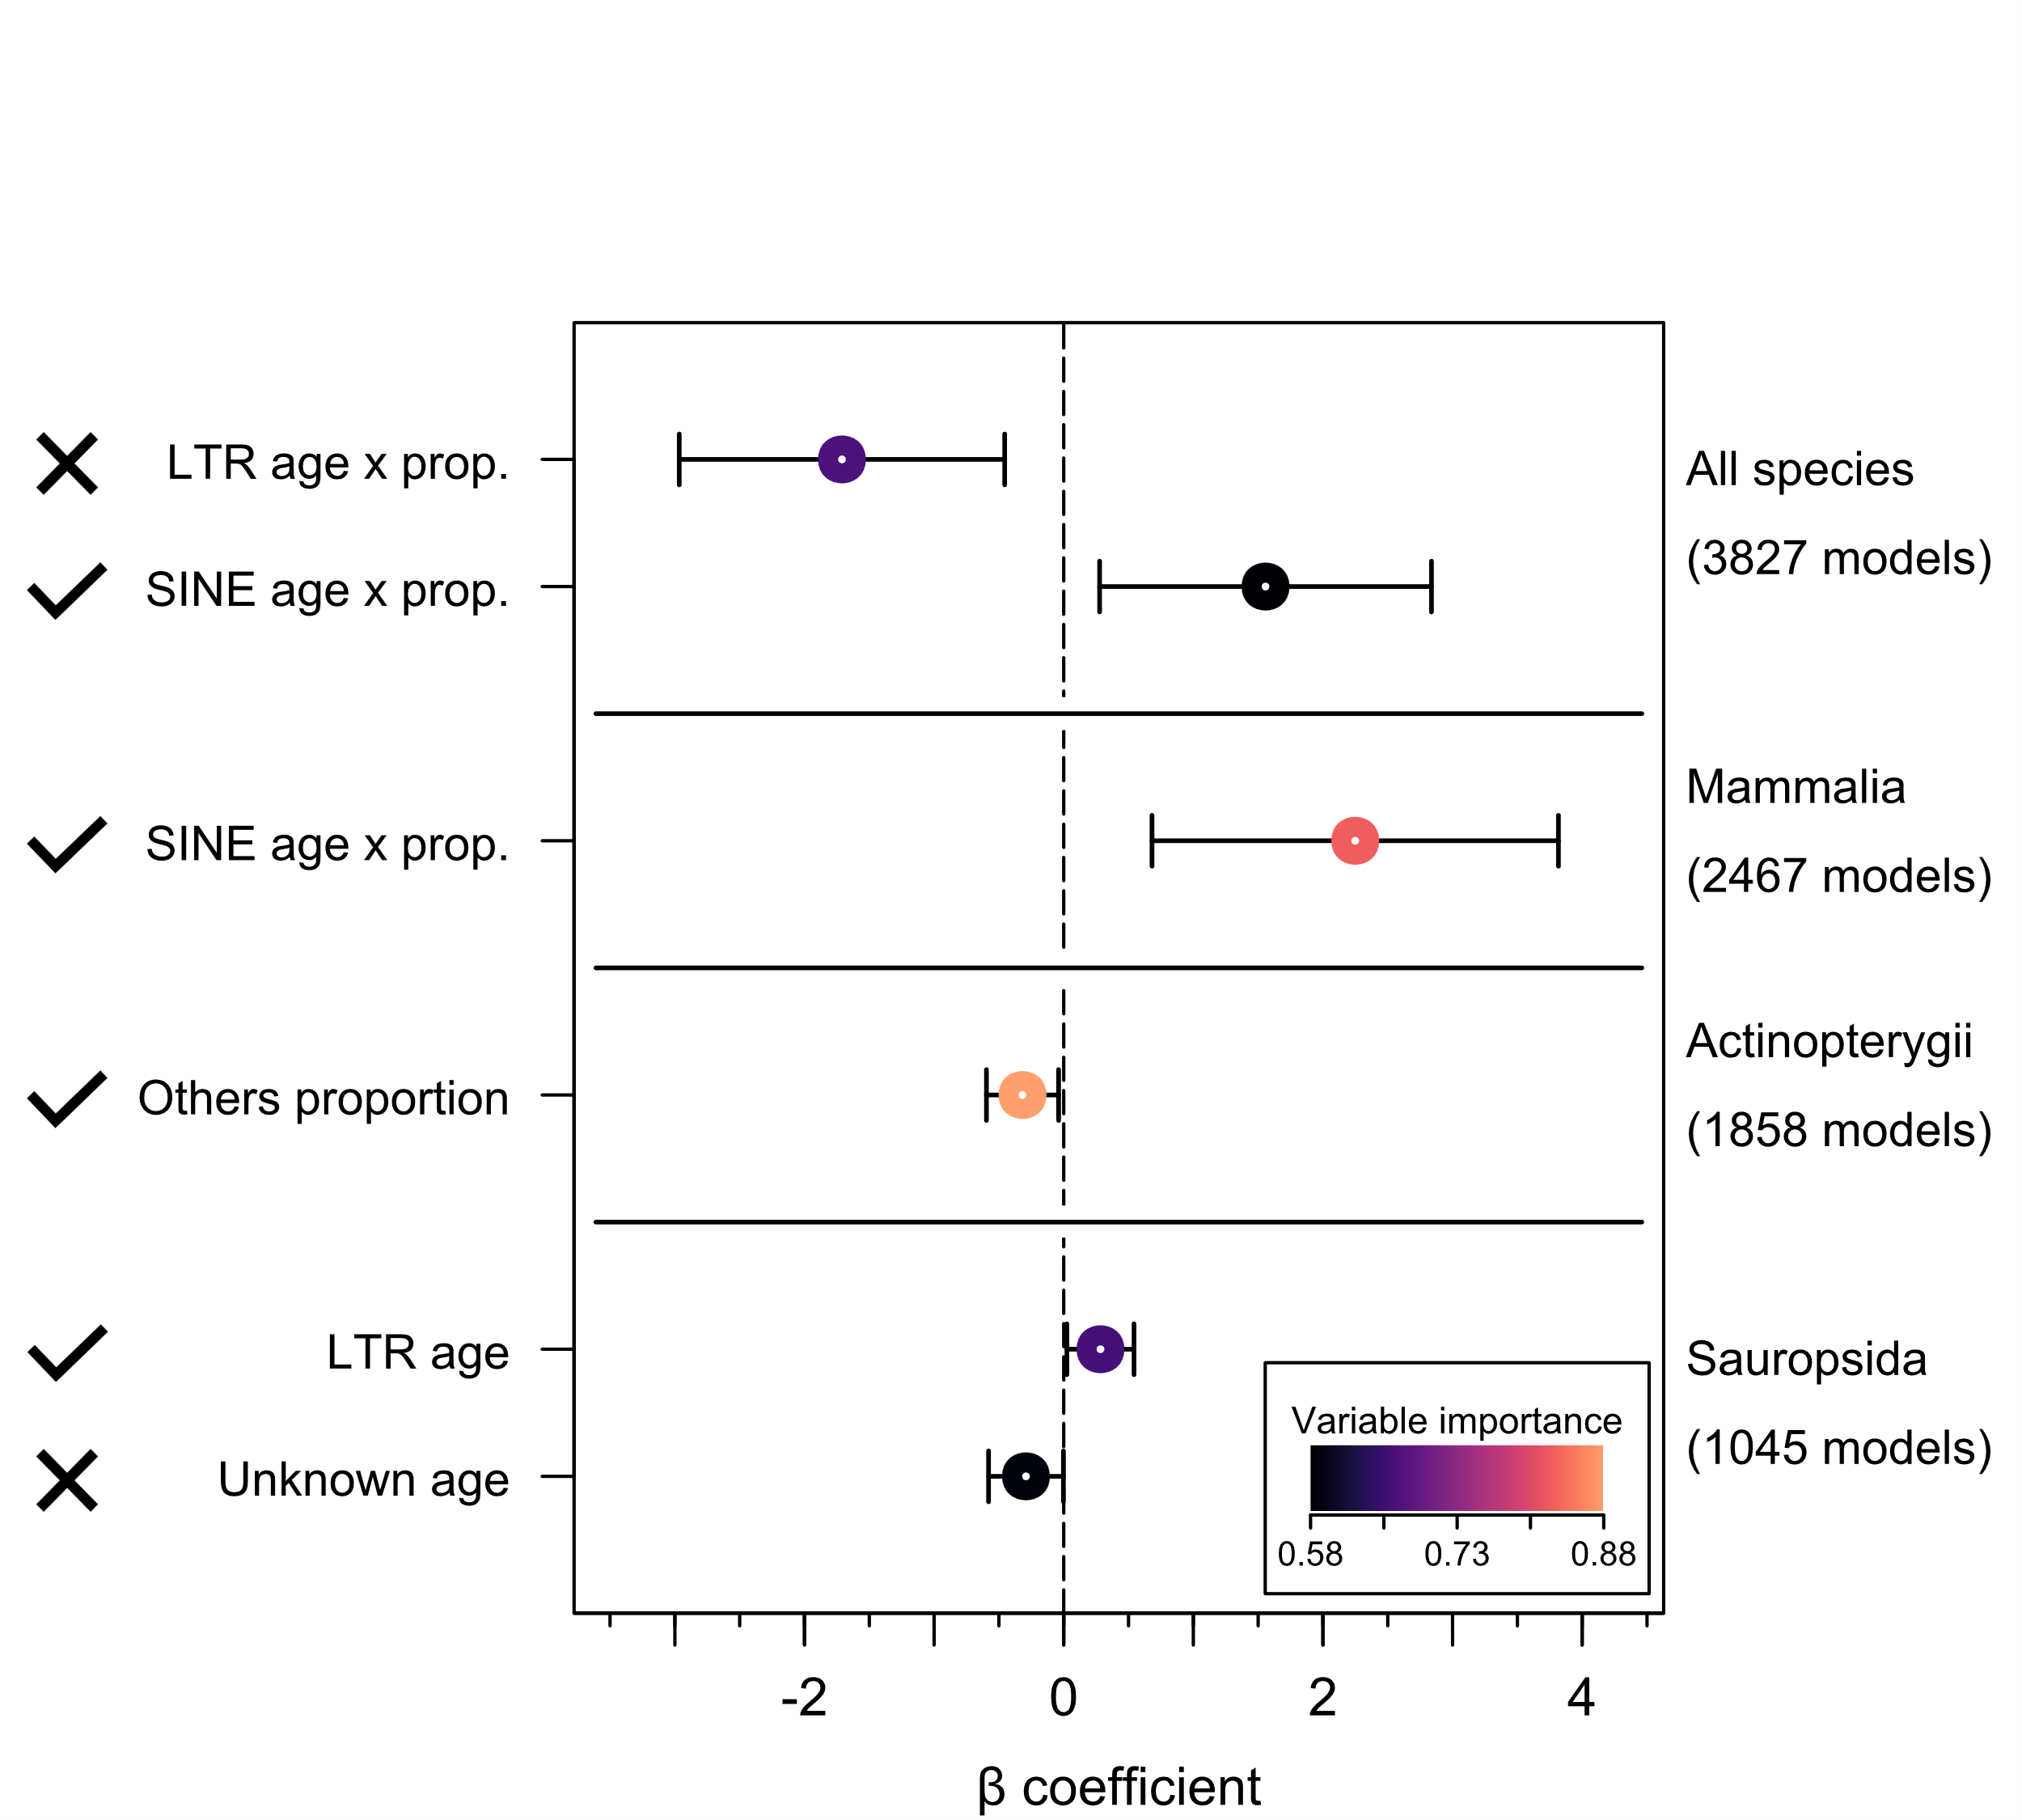 LTR age x prop.
SINE age x prop.
All species
(3827 models)
SINE age x prop.
Mammalia
(2467 models)
Others proportion
Actinopterygii
(1858 models)
LTR age
Unknown age
Sauropsida
(1045 models)
Variable importance
0.58 0.73 0.88
-2 0 2 4
β coefficient